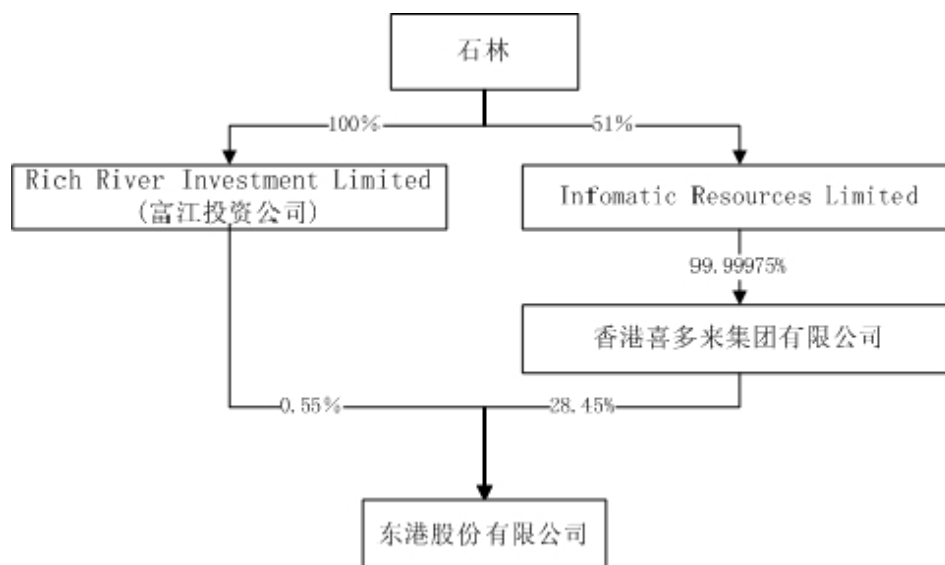 石林
100%
51%
Rich River Investment Limited
(富江投资公司)
Infomatic Resources Limited
99.99975%
香港喜多来集团有限公司
0.55%
28.45%
东港股份有限公司